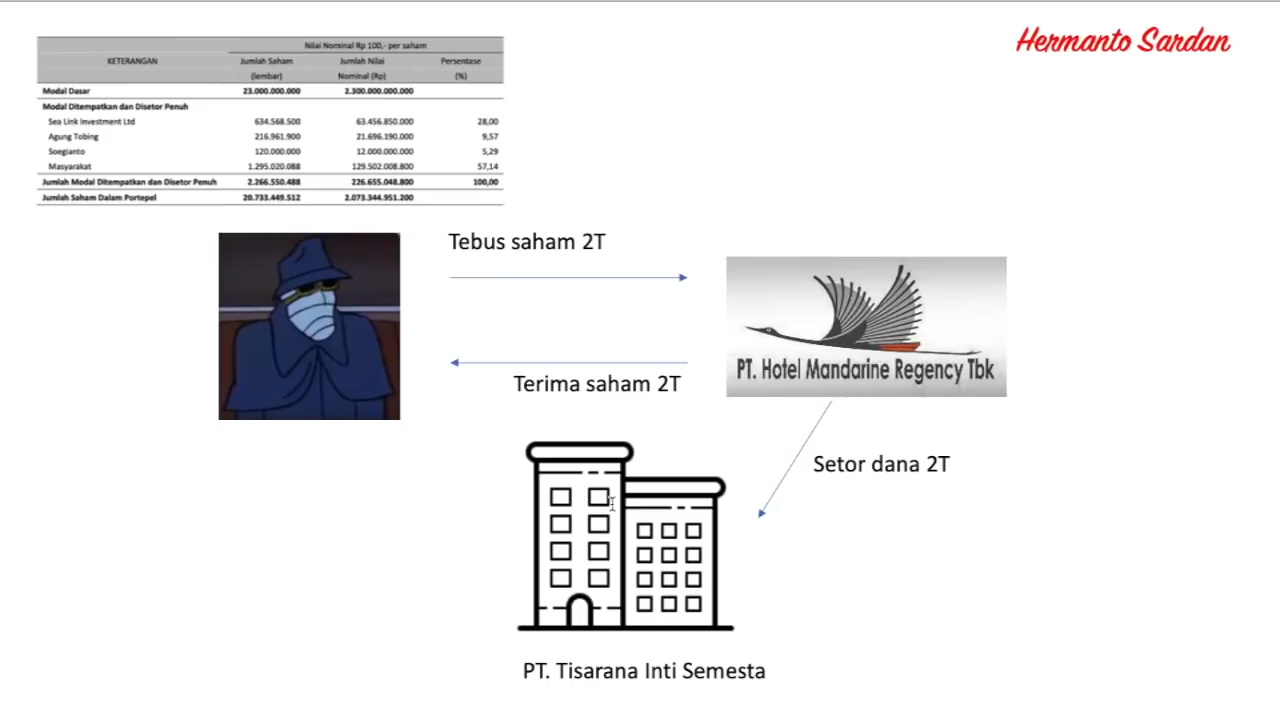 Hermanto Sardan
Nilai Nominal Rp 100,- per saham
KETERANGAN Jumlah Saham Jumlah Nilai Persentase
(lembar) Nominal (Rp) (%)
Modal Dasar 23.000.000.000 2.300.000.000.000
Modal Ditempatkan dan Disetor Penuh
Sea Link Investment Ltd 634.568.500 63.456.850.000 28,00
Agung Tobing 216.961.900 21.696.190.000 9,57
Soegianto 120.000.000 12.000.000.000 5,29
Masyarakat 1.295.020.088 129.502.008.800 57,14
Jumlah Modal Ditempatkan dan Disetor Penuh 2.266.550.488 226.655.048.800 100,00
Jumlah Saham Dalam Portepel 20.733.449.512 2.073.344.951.200
Tebus saham 2T
PT. Hotel Mandarine Regency Tbk
Terima saham 2T
Setor dana 2T
PT. Tisarana Inti Semesta